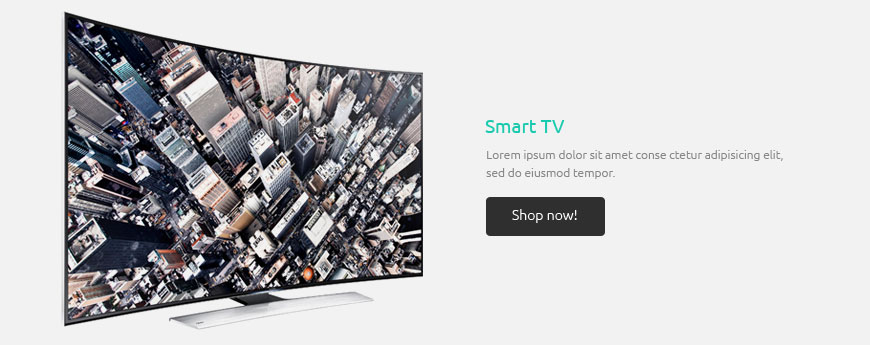 Smart TV
Lorem ipsum dolor sit amet conse ctetur adipisicing elit,
sed do eiusmod tempor.
Shop now!